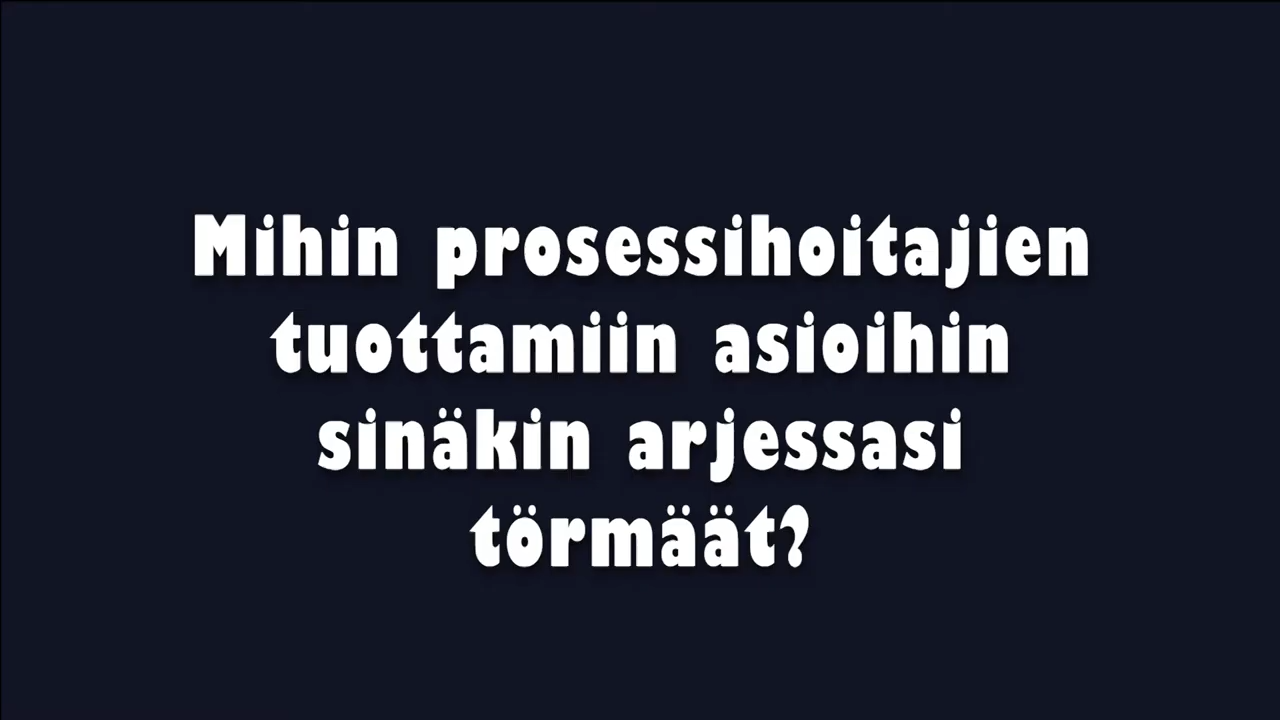 Mihin prosessihoitajien
tuottamiin asioihin
sinäkin arjessasi
törmäät?